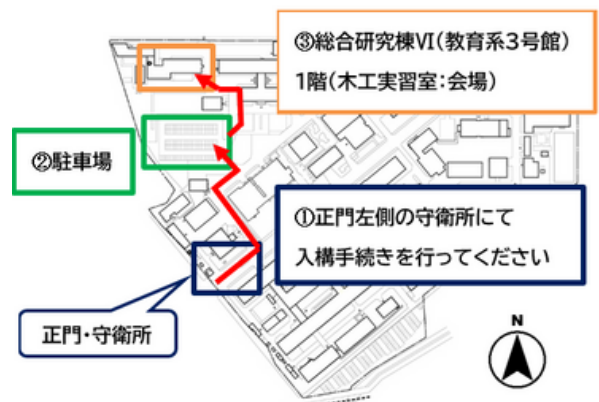 ③総合研究棟Ⅵ(教育系3号館)
1階(木工実習室:会場)
②駐車場
①正門左側の守衛所にて
入構手続きを行ってください
正門・守衛所
N